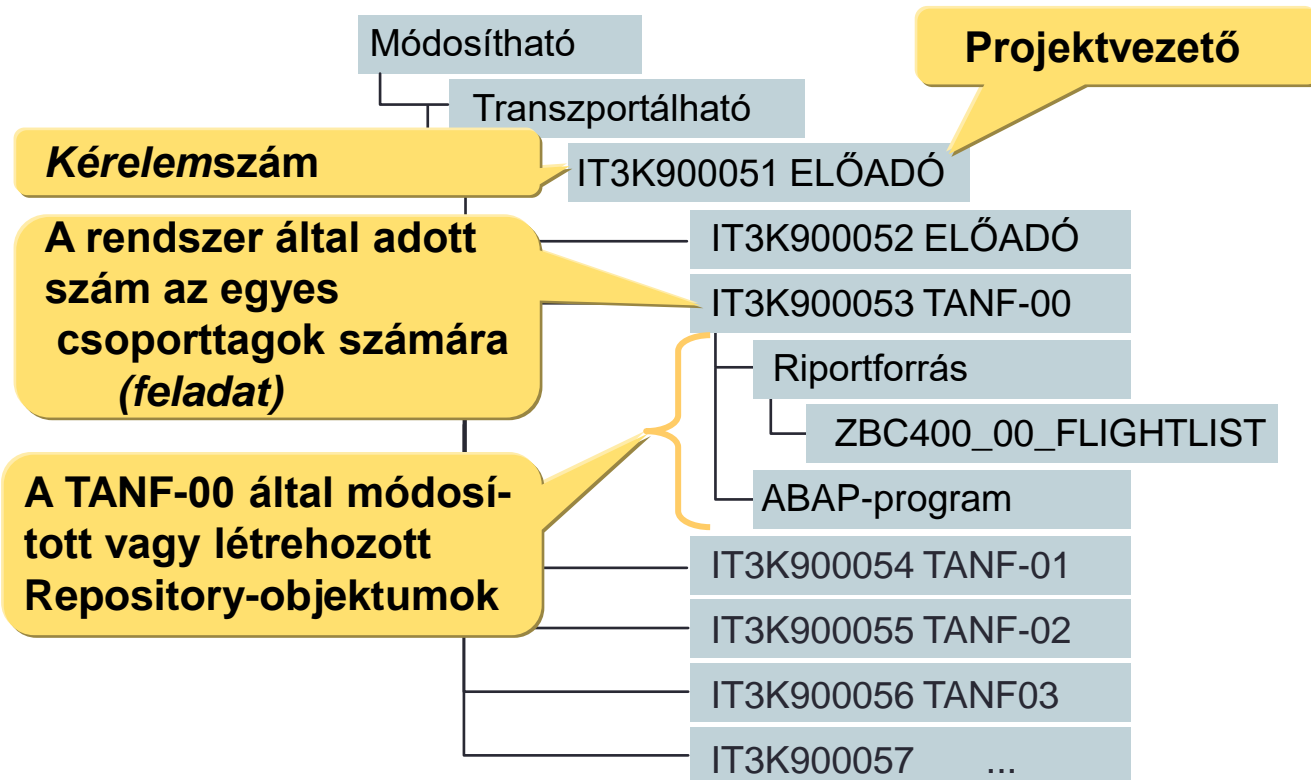 Módosítható
Projektvezető
Transzportálható
Kérelemszám
IT3K900051 ELŐADÓ
A rendszer által adott
szám az egyes
csoporttagok számára
(feladat)
IT3K900052 ELŐADÓ
IT3K900053 TANF-00
Riportforrás
ZBC400_00_FLIGHTLIST
ABAP-program
A TANF-00 által módosí-
tott vagy létrehozott
Repository-objektumok
IT3K900054 TANF-01
IT3K900055 TANF-02
IT3K900056 TANF03
IT3K900057 ...